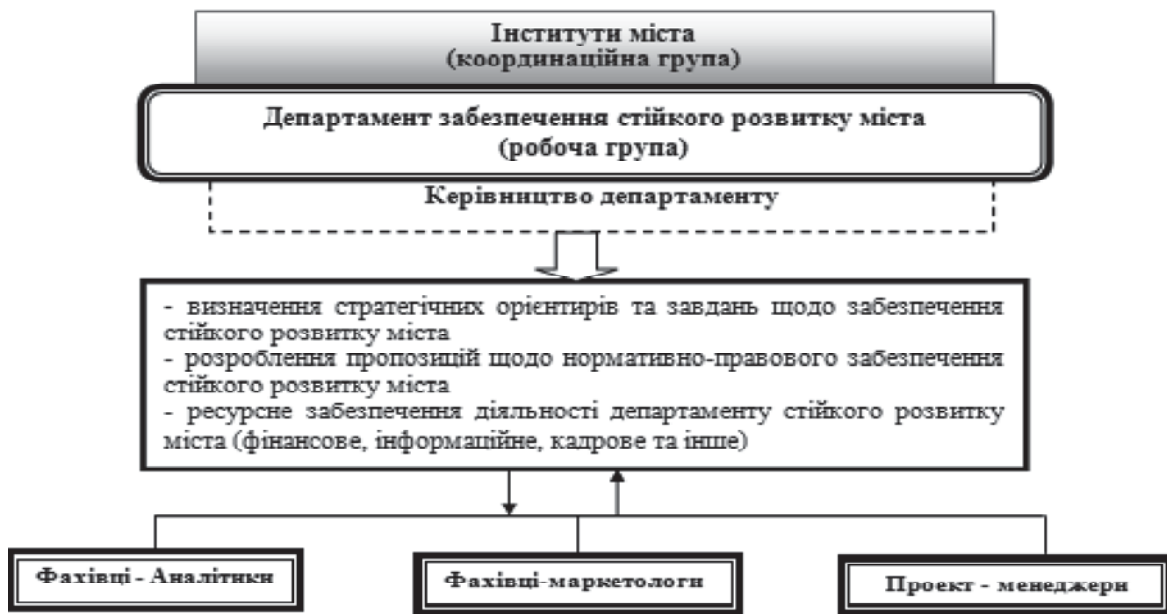 Інститути міста
(координаційна група)
Департамент забезпечення стійкого розвитку міста
(робоча група)
Керівництво департаменту
- визначення стратегічних орієнтирів та завдань щодо забезпечення
стійкого розвитку міста
- розроблення пропозицій щодо нормативно-правового забезпечення
стійкого розвитку міста
- ресурсне забезпечення діяльності департаменту стійкого розвитку
міста (фінансове, інформаційне, кадрове та інше)
Фахівці - Аналітики
Фахівці-маркетологи
Проект - менеджери